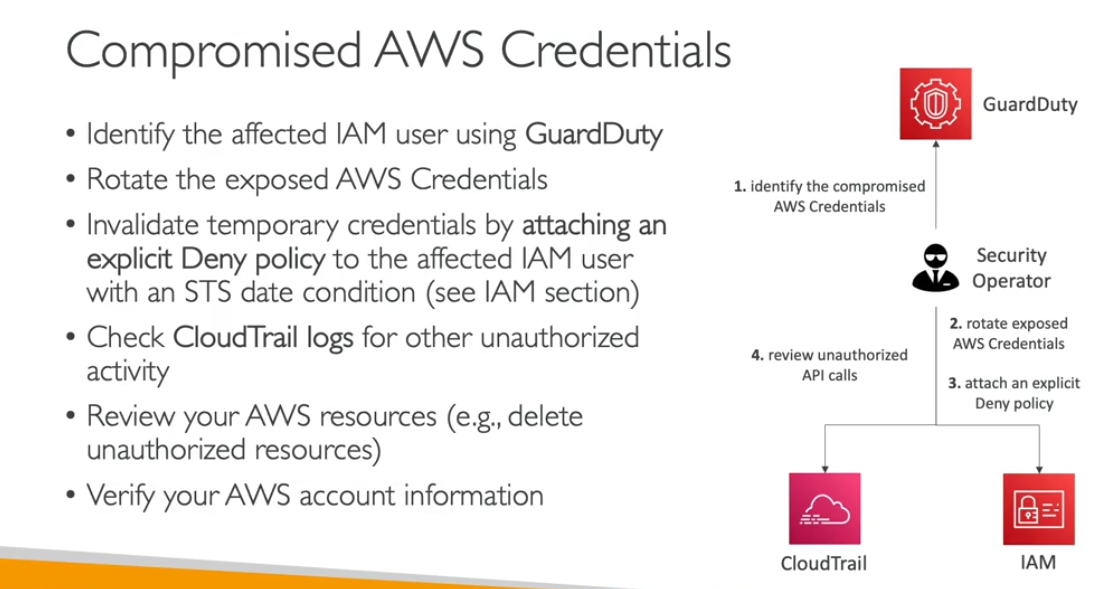 Compromised AWS Credentials
• Identify the affected IAM user using GuardDuty
• Rotate the exposed AWS Credentials
• Invalidate temporary credentials by attaching an
explicit Deny policy to the affected IAM user
with an STS date condition (see IAM section)
• Check CloudTrail logs for other unauthorized
activity
• Review your AWS resources (e.g., delete
unauthorized resources)
• Verify your AWS account information
GuardDuty
1. identify the compromised
AWS Credentials
Security
Operator
2. rotate exposed
AWS Credentials
4. review unauthorized
API calls
3. attach an explicit
Deny policy
CloudTrail
IAM